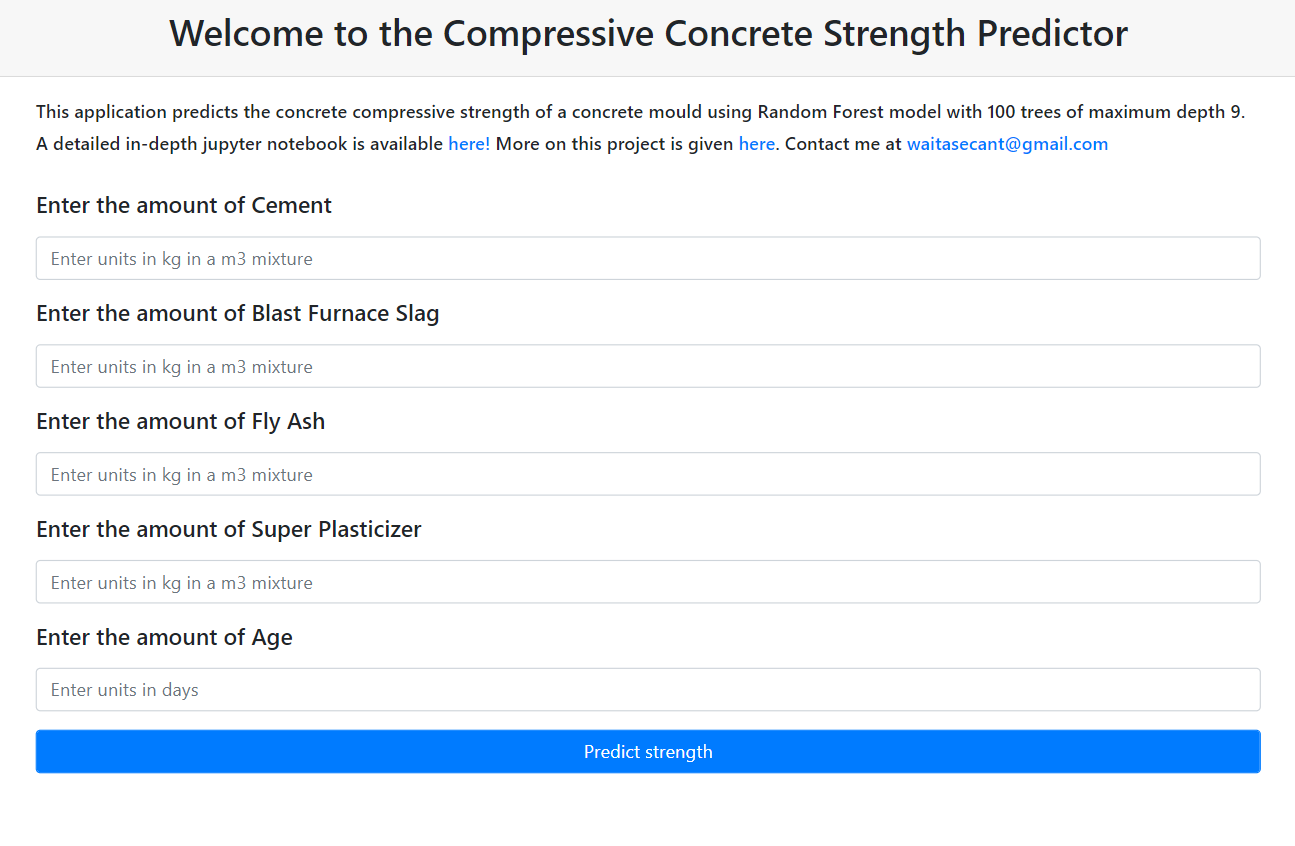 Welcome to the Compressive Concrete Strength Predictor
This application predicts the concrete compressive strength of a concrete mould using Random Forest model with 100 trees of maximum depth 9.
A detailed in-depth jupyter notebook is available here! More on this project is given here. Contact me at waitasecant@gmail.com
Enter the amount of Cement
Enter units in kg in a m3 mixture
Enter the amount of Blast Furnace Slag
Enter units in kg in a m3 mixture
Enter the amount of Fly Ash
Enter units in kg in a m3 mixture
Enter the amount of Super Plasticizer
Enter units in kg in a m3 mixture
Enter the amount of Age
Enter units in days
Predict strength